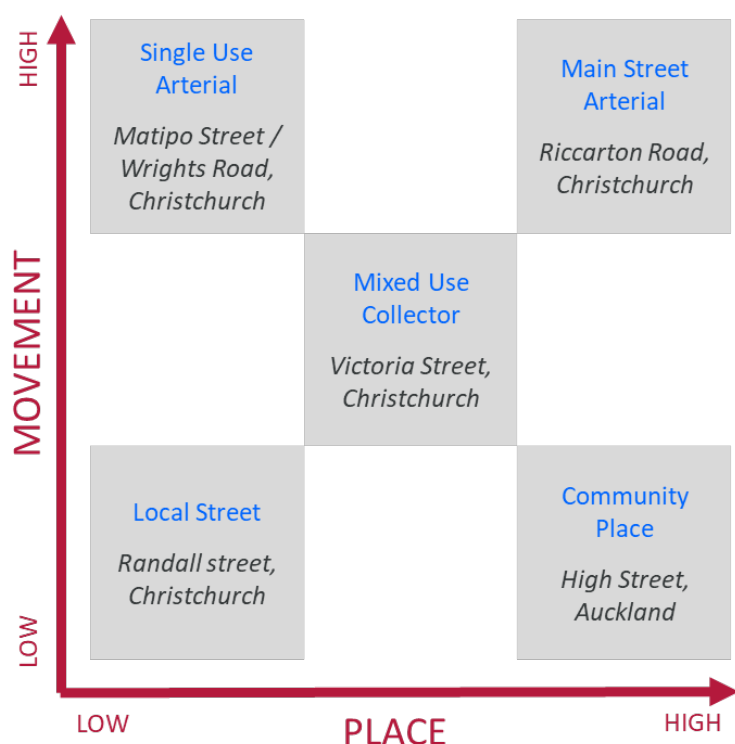 HIGH
Single Use
Arterial
Matipo Street /
Wrights Road,
Christchurch
Main Street
Arterial
Riccarton Road,
Christchurch
MOVEMENT
Mixed Use
Collector
Victoria Street,
Christchurch
Local Street
Randall street,
Christchurch
Community
Place
High Street,
Auckland
LOW
LOW
PLACE
HIGH